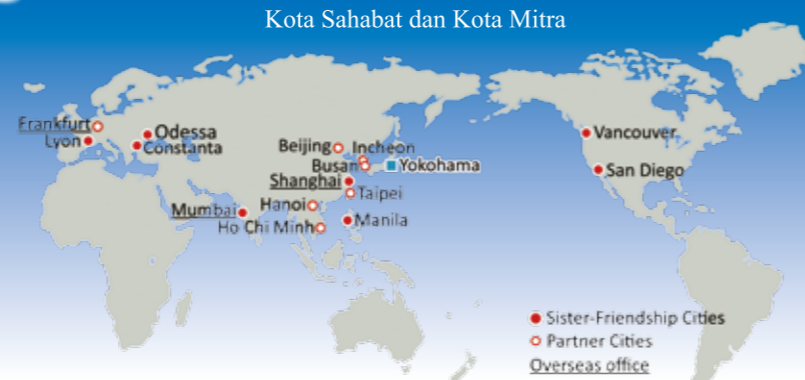 Kota Sahabat dan Kota Mitra
Frankfurt
Lyon
Odessa
Constanta
Beijing
Incheon
Busan
Yokohama
Shanghai
Taipei
Mumbai
Hanoi
Ho Chi Minh
Manila
Vancouver
San Diego
Sister-Friendship Cities
Partner Cities
Overseas office